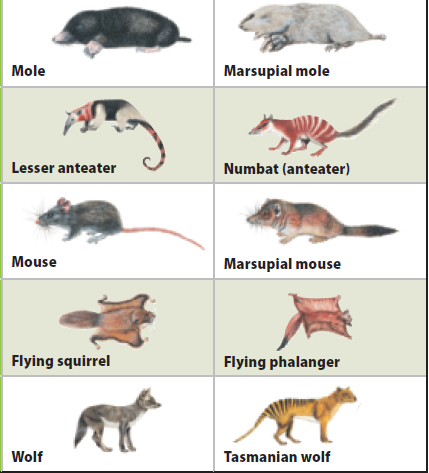 Mole
Marsupial mole
Lesser anteater
Numbat (anteater)
Mouse
Marsupial mouse
Flying squirrel
Flying phalanger
Wolf
Tasmanian wolf